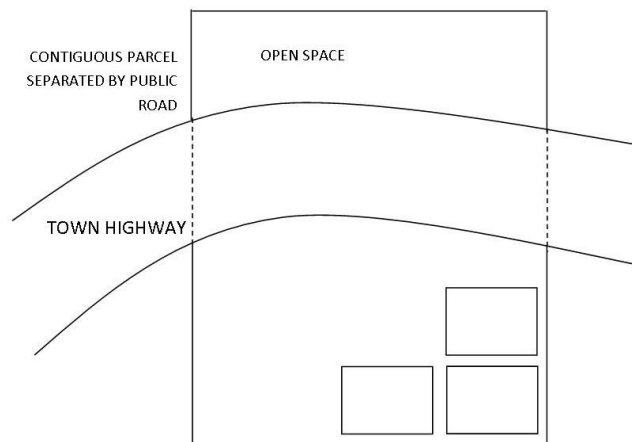 CONTIGUOUS PARCEL
SEPARATED BY PUBLIC
ROAD
OPEN SPACE
TOWN HIGHWAY